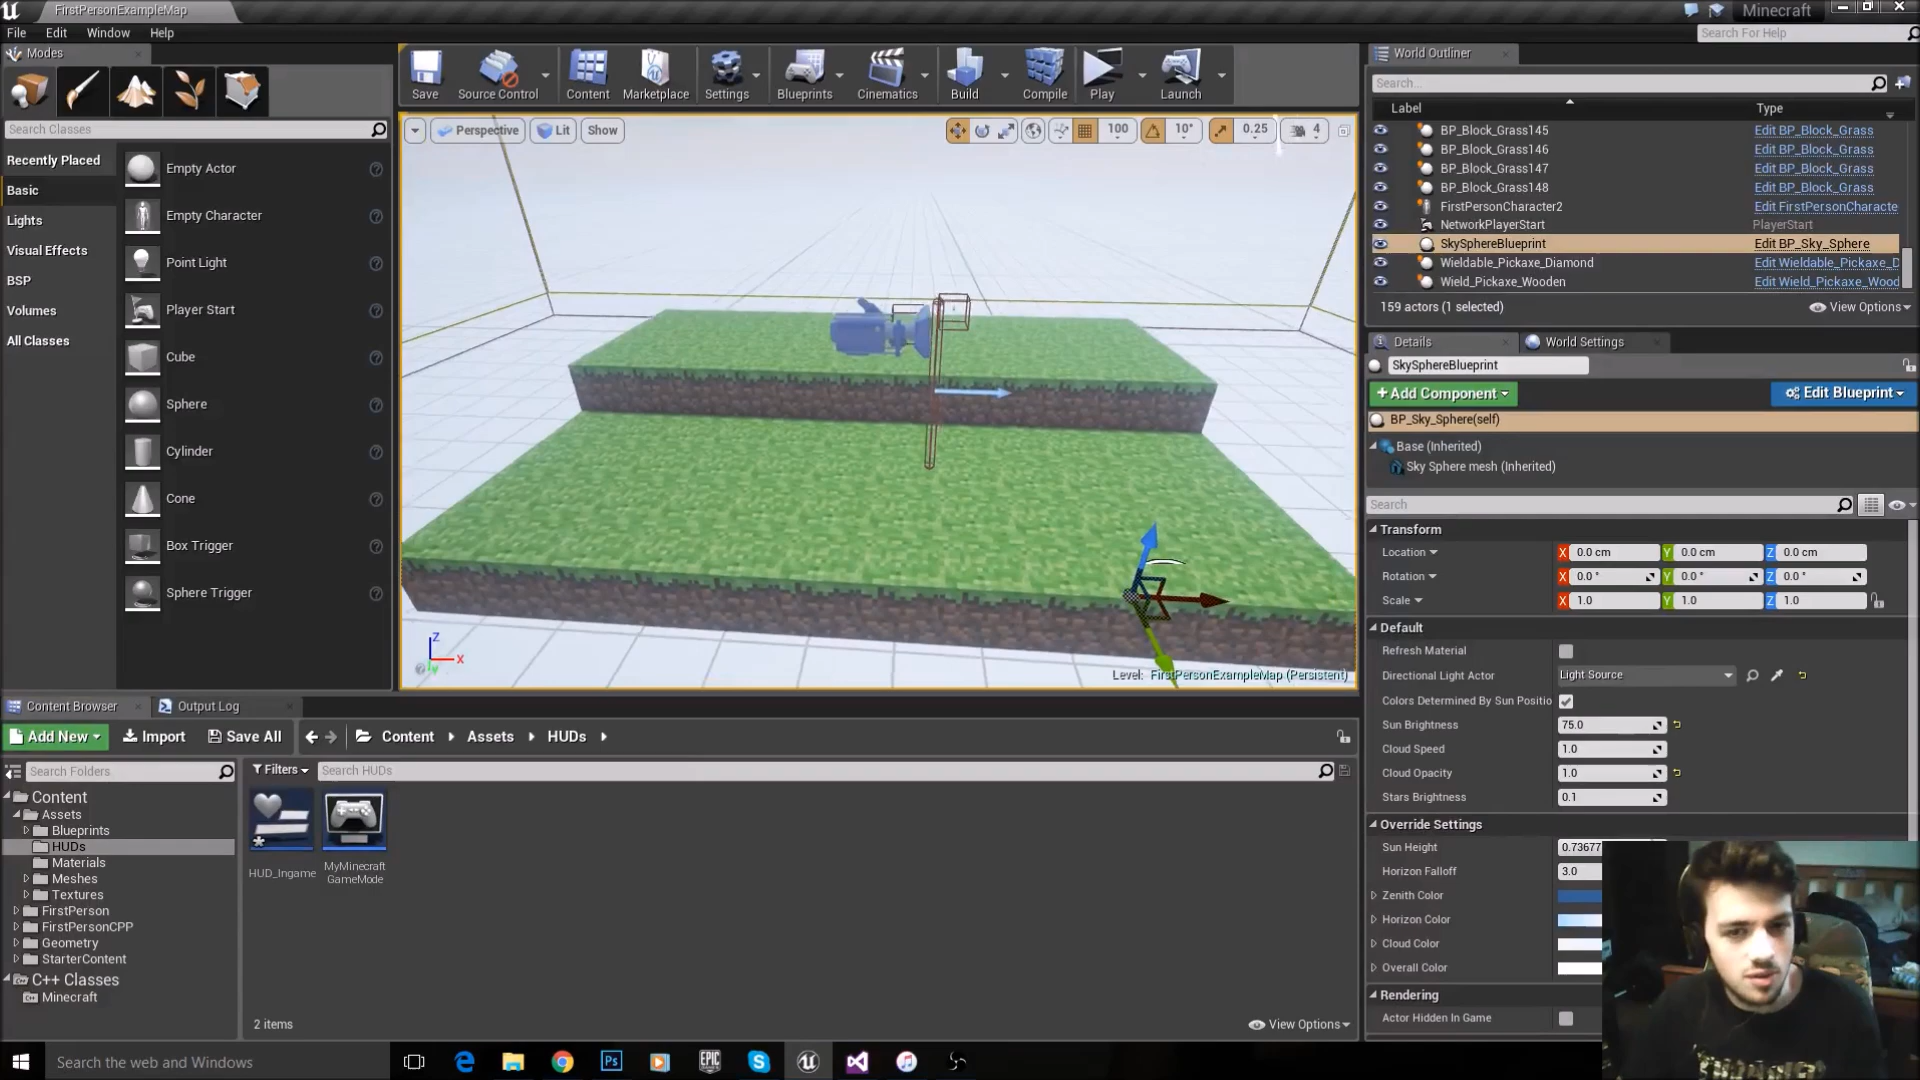 FirstPersonExampleMap
Minecraft
File Edit Window Help
Search For Help
Modes
Save
Source Control
Content
Marketplace
Settings
Blueprints
Cinematics
Build
Compile
Play
Launch
World Outliner
Search...
Label Type
Search Classes
Recently Placed
Basic
Lights
Visual Effects
BSP
Volumes
All Classes
Empty Actor
Empty Character
Point Light
Player Start
Cube
Sphere
Cylinder
Cone
Box Trigger
Sphere Trigger
Perspective Lit Show
100 10° 0.25 4
Z
X
Y
Level: FirstPersonExampleMap (Persistent)
BP_Block_Grass145 Edit BP_Block_Grass
BP_Block_Grass146 Edit BP_Block_Grass
BP_Block_Grass147 Edit BP_Block_Grass
BP_Block_Grass148 Edit BP_Block_Grass
FirstPersonCharacter2 Edit FirstPersonCharacte
NetworkPlayerStart PlayerStart
SkySphereBlueprint Edit BP_Sky_Sphere
Wieldable_Pickaxe_Diamond Edit Wieldable_Pickaxe_D
Wield_Pickaxe_Wooden Edit Wield_Pickaxe_Wood
159 actors (1 selected) View Options
Details World Settings
SkySphereBlueprint
+Add Component Edit Blueprint
BP_Sky_Sphere(self)
Base (Inherited)
Sky Sphere mesh (Inherited)
Search
Transform
Location X 0.0 cm Y 0.0 cm Z 0.0 cm
Rotation X 0.0 ° Y 0.0 ° Z 0.0 °
Scale X 1.0 Y 1.0 Z 1.0
Default
Refresh Material
Directional Light Actor Light Source
Colors Determined By Sun Positio
Sun Brightness 75.0
Cloud Speed 1.0
Cloud Opacity 1.0
Stars Brightness 0.1
Override Settings
Sun Height 0.73677
Horizon Falloff 3.0
Zenith Color
Horizon Color
Cloud Color
Overall Color
Rendering
Actor Hidden In Game
Content Browser Output Log
Add New Import Save All Content Assets HUDs
Search Folders
Filters Search HUDs
Content
Assets
Blueprints
HUDs
Materials
Meshes
Textures
FirstPerson
FirstPersonCPP
Geometry
StarterContent
C++ Classes
Minecraft
HUD_Ingame
MyMinecraft
GameMode
2 items View Options
Search the web and Windows
Ps
EPIC
GAMES